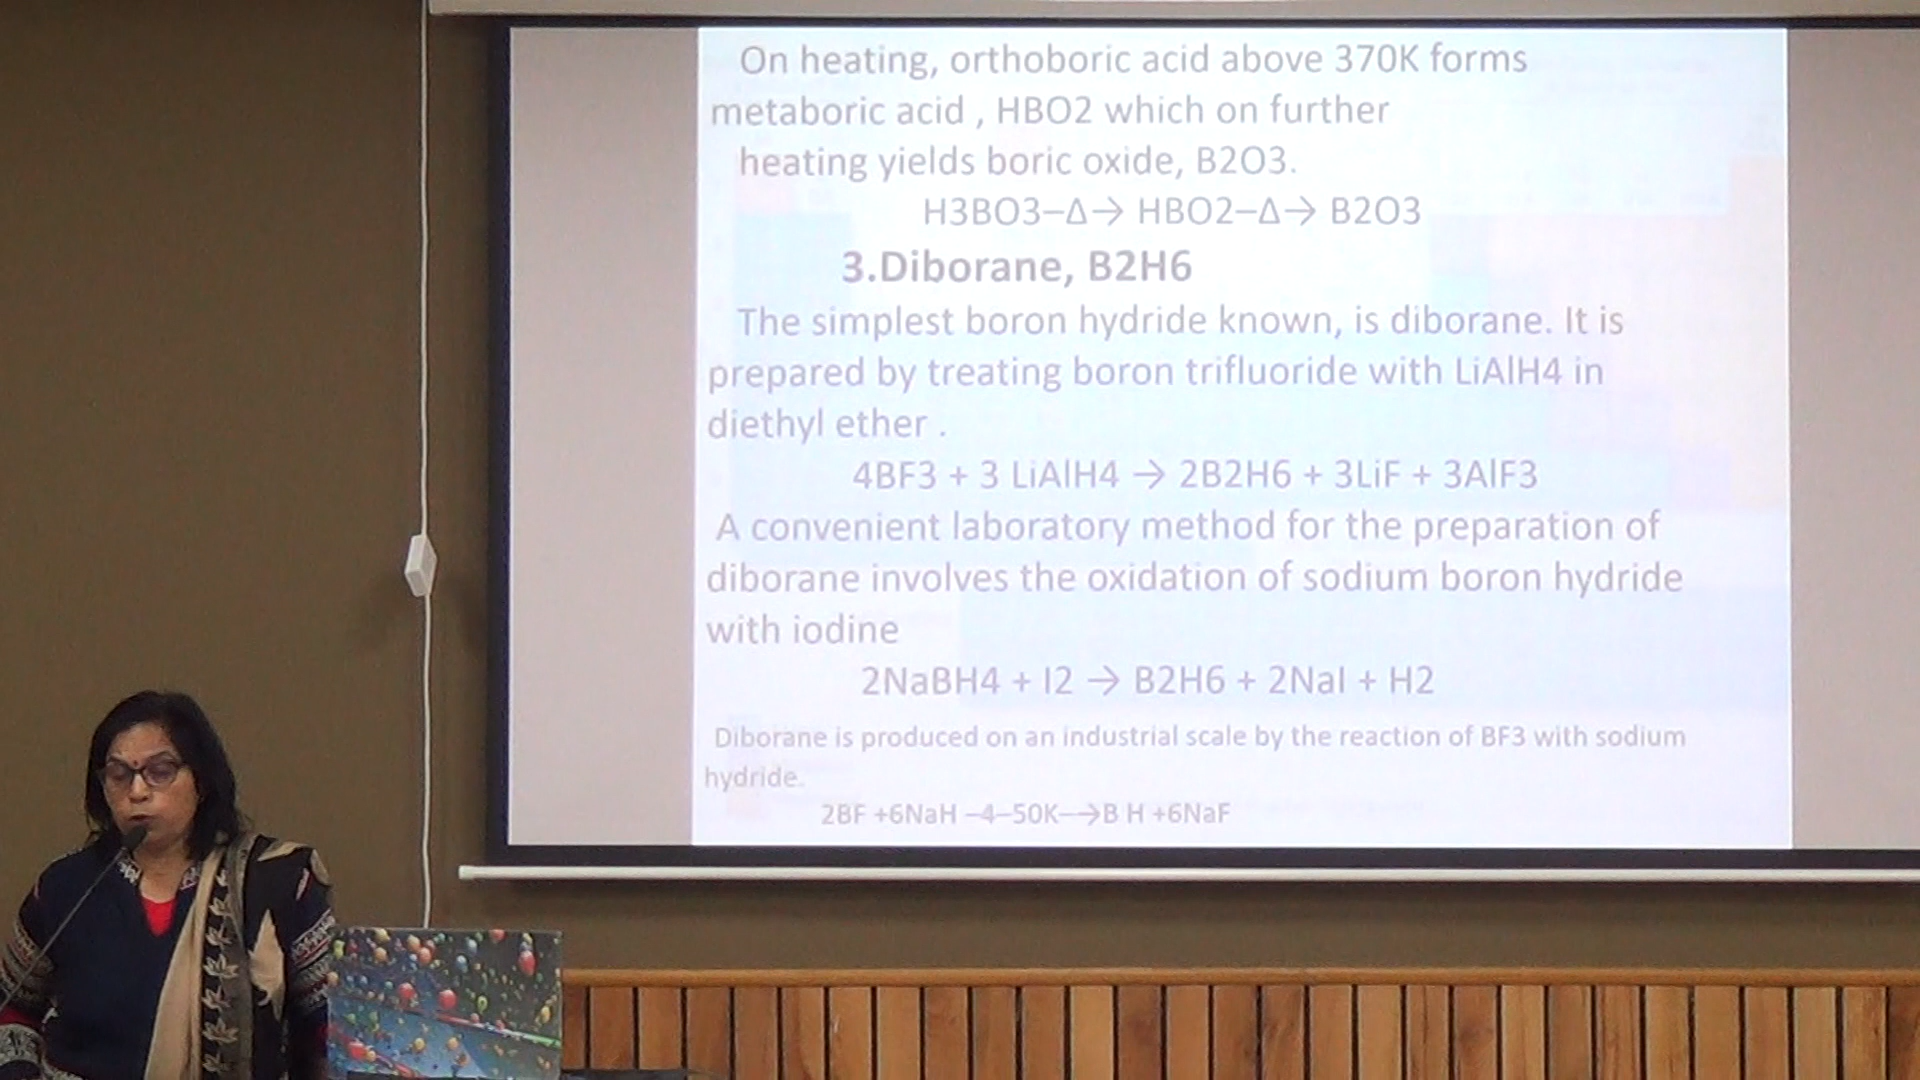 On heating, orthoboric acid above 370K forms
metaboric acid , HBO2 which on further
heating yields boric oxide, B2O3.
H3BO3–Δ→ HBO2–Δ→ B2O3
3.Diborane, B2H6
The simplest boron hydride known, is diborane. It is
prepared by treating boron trifluoride with LiAlH4 in
diethyl ether .
4BF3 + 3 LiAlH4 → 2B2H6 + 3LiF + 3AlF3
A convenient laboratory method for the preparation of
diborane involves the oxidation of sodium boron hydride
with iodine
2NaBH4 + I2 → B2H6 + 2NaI + H2
Diborane is produced on an industrial scale by the reaction of BF3 with sodium
hydride.
2BF +6NaH –4–50K–→B H +6NaF